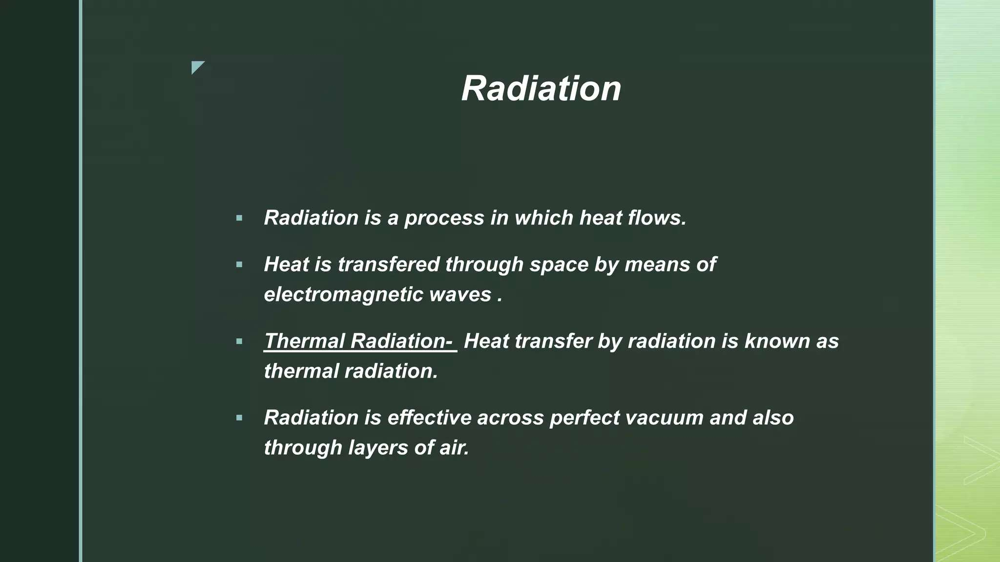 Radiation
▪ Radiation is a process in which heat flows.
▪ Heat is transfered through space by means of
electromagnetic waves .
▪ Thermal Radiation- Heat transfer by radiation is known as
thermal radiation.
▪ Radiation is effective across perfect vacuum and also
through layers of air.